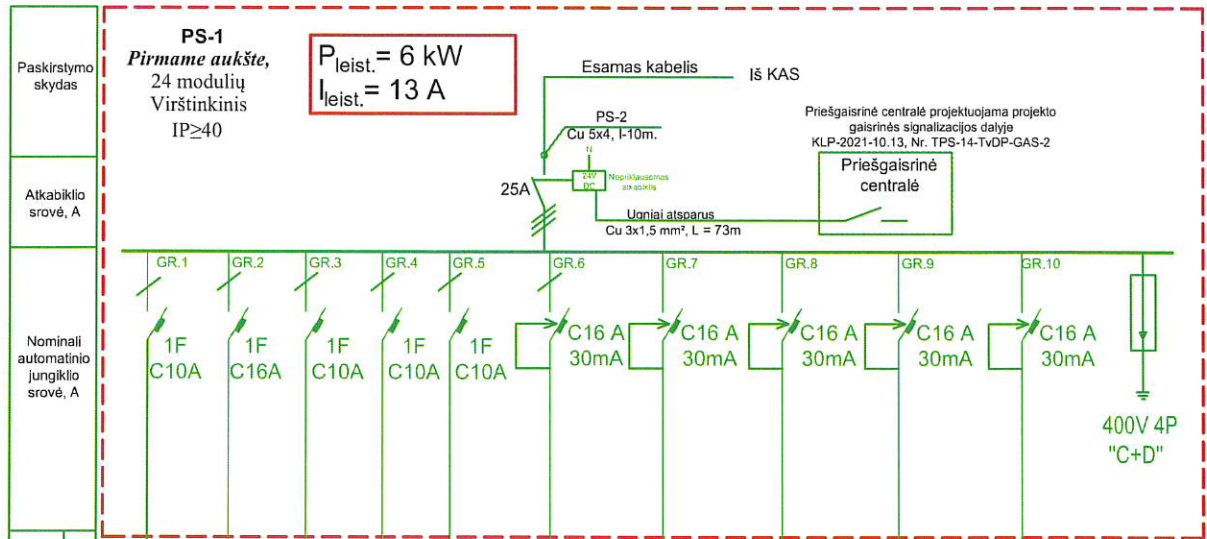 Paskirstymo
skydas
PS-1
Pirmame aukšte,
24 modulių
Virštinkinis
IP≥40
Pleist.= 6 kW
Ileist.= 13 A
Esamas kabelis
Iš KAS
PS-2
Cu 5x4, l-10m.
Priešgaisrinė centralė projektuojama projekto
gaisrinės signalizacijos dalyje
KLP-2021-10.13, Nr. TPS-14-TvDP-GAS-2
Priešgaisrinė
centralė
Atkabiklio
srovė, A
25A
N
24V
DC
Nepriklausomas
atkabiklis
Ugniai atsparus
Cu 3x1,5 mm², L = 73m
Nominali
automatinio
jungiklio
srovė, A
GR.1
GR.2
GR.3
GR.4
GR.5
GR.6
GR.7
GR.8
GR.9
GR.10
1F
C10A
1F
C16A
1F
C10A
1F
C10A
1F
C10A
C16 A
30mA
C16 A
30mA
C16 A
30mA
C16 A
30mA
C16 A
30mA
400V 4P
"C+D"